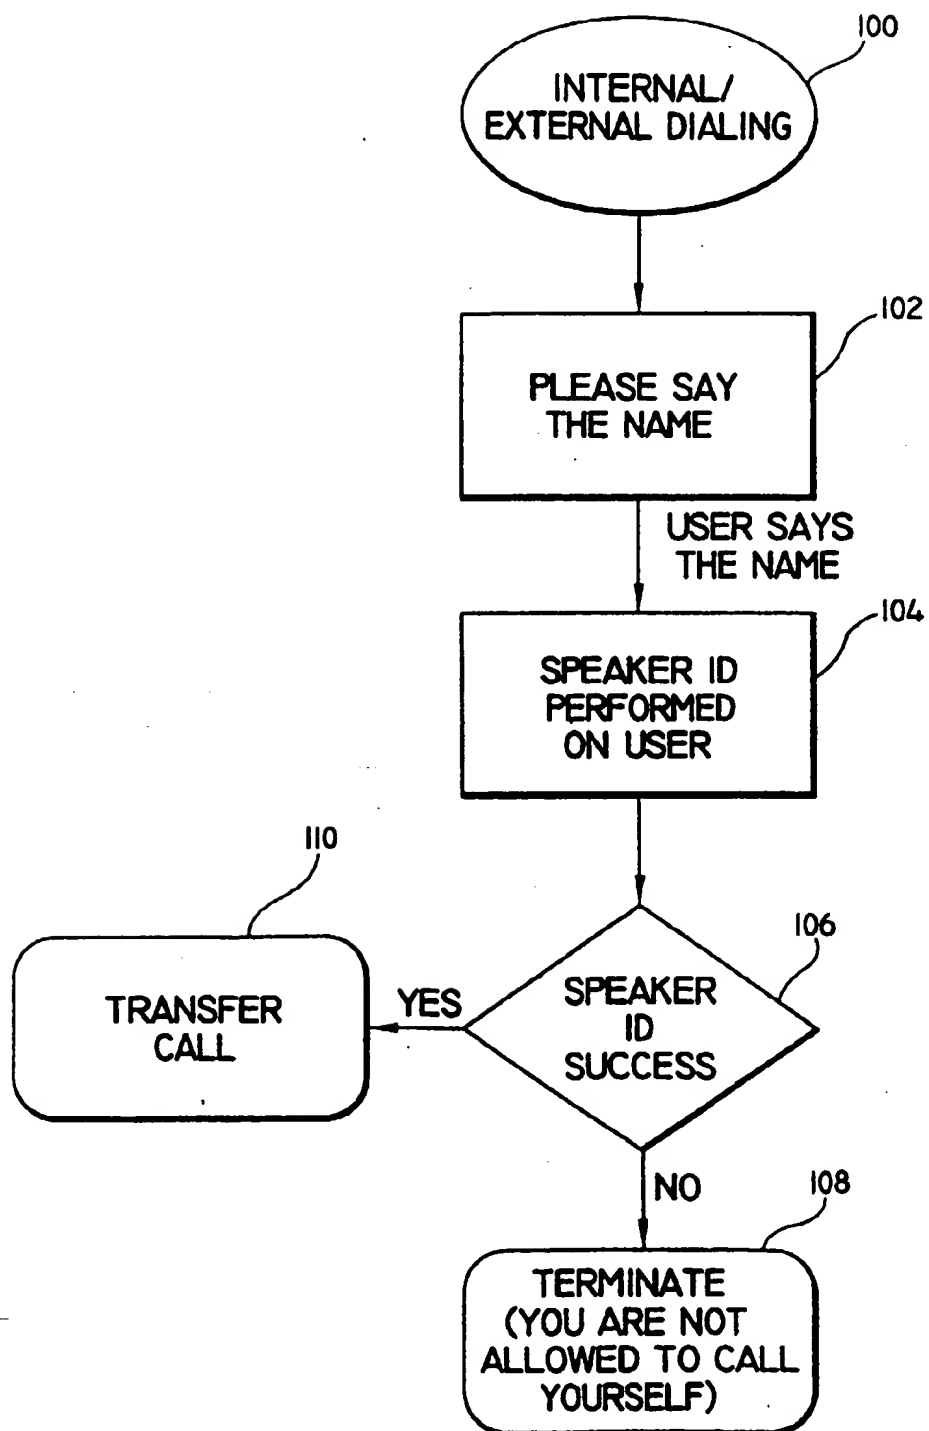 100
INTERNAL/
EXTERNAL DIALING
102
PLEASE SAY
THE NAME
USER SAYS
THE NAME
104
SPEAKER ID
PERFORMED
ON USER
110
TRANSFER
CALL
YES
106
SPEAKER
ID
SUCCESS
NO
108
TERMINATE
(YOU ARE NOT
ALLOWED TO CALL
YOURSELF)